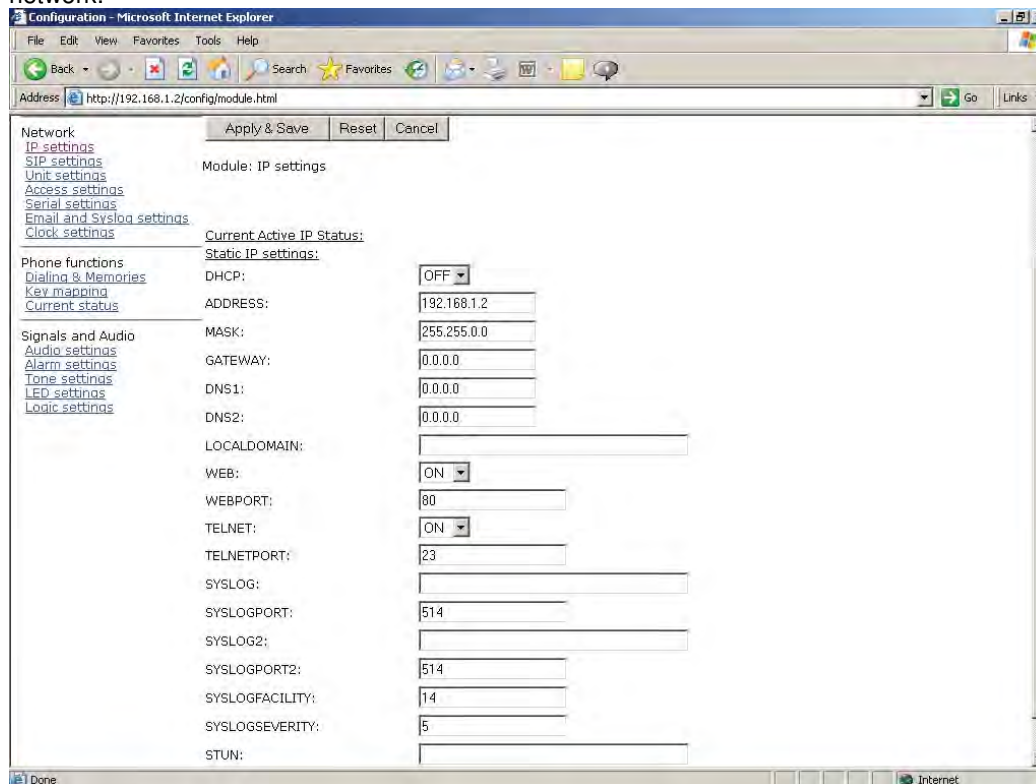 network.
Configuration - Microsoft Internet Explorer
File Edit View Favorites Tools Help
Back Search Favorites
Address http://192.168.1.2/config/module.html Go Links
Network
IP settings
SIP settings
Unit settings
Access settings
Serial settings
Email and Syslog settings
Clock settings
Phone functions
Dialing & Memories
Key mapping
Current status
Signals and Audio
Audio settings
Alarm settings
Tone settings
LED settings
Logic settings
Apply & Save Reset Cancel
Module: IP settings
Current Active IP Status:
Static IP settings:
DHCP: OFF
ADDRESS: 192.168.1.2
MASK: 255.255.0.0
GATEWAY: 0.0.0.0
DNS1: 0.0.0.0
DNS2: 0.0.0.0
LOCALDOMAIN:
WEB: ON
WEBPORT: 80
TELNET: ON
TELNETPORT: 23
SYSLOG:
SYSLOGPORT: 514
SYSLOG2:
SYSLOGPORT2: 514
SYSLOGFACILITY: 14
SYSLOGSEVERITY: 5
STUN:
Done Internet